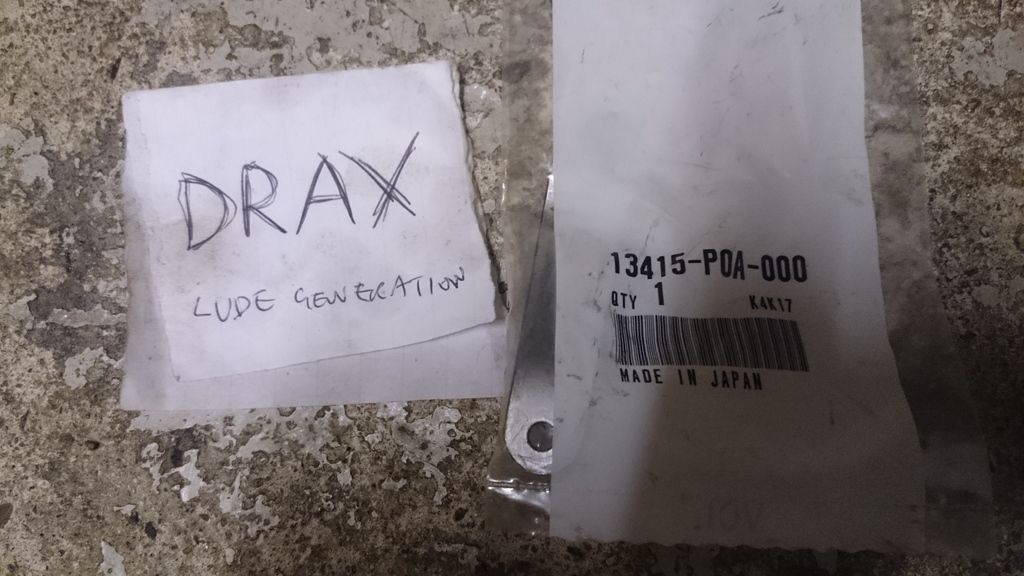 DRAX
LUDE GENERATION
13415-P0A-000
QTY 1 K4K17
MADE IN JAPAN